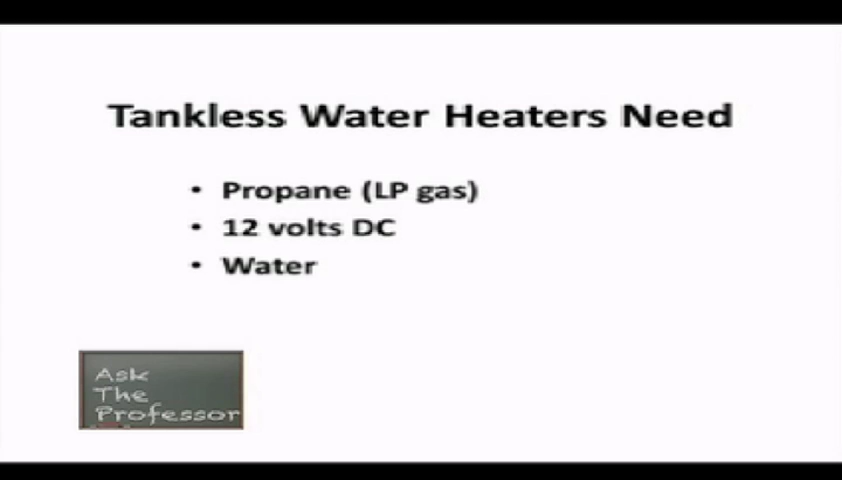 Tankless Water Heaters Need
• Propane (LP gas)
• 12 volts DC
• Water
Ask
The
Professor